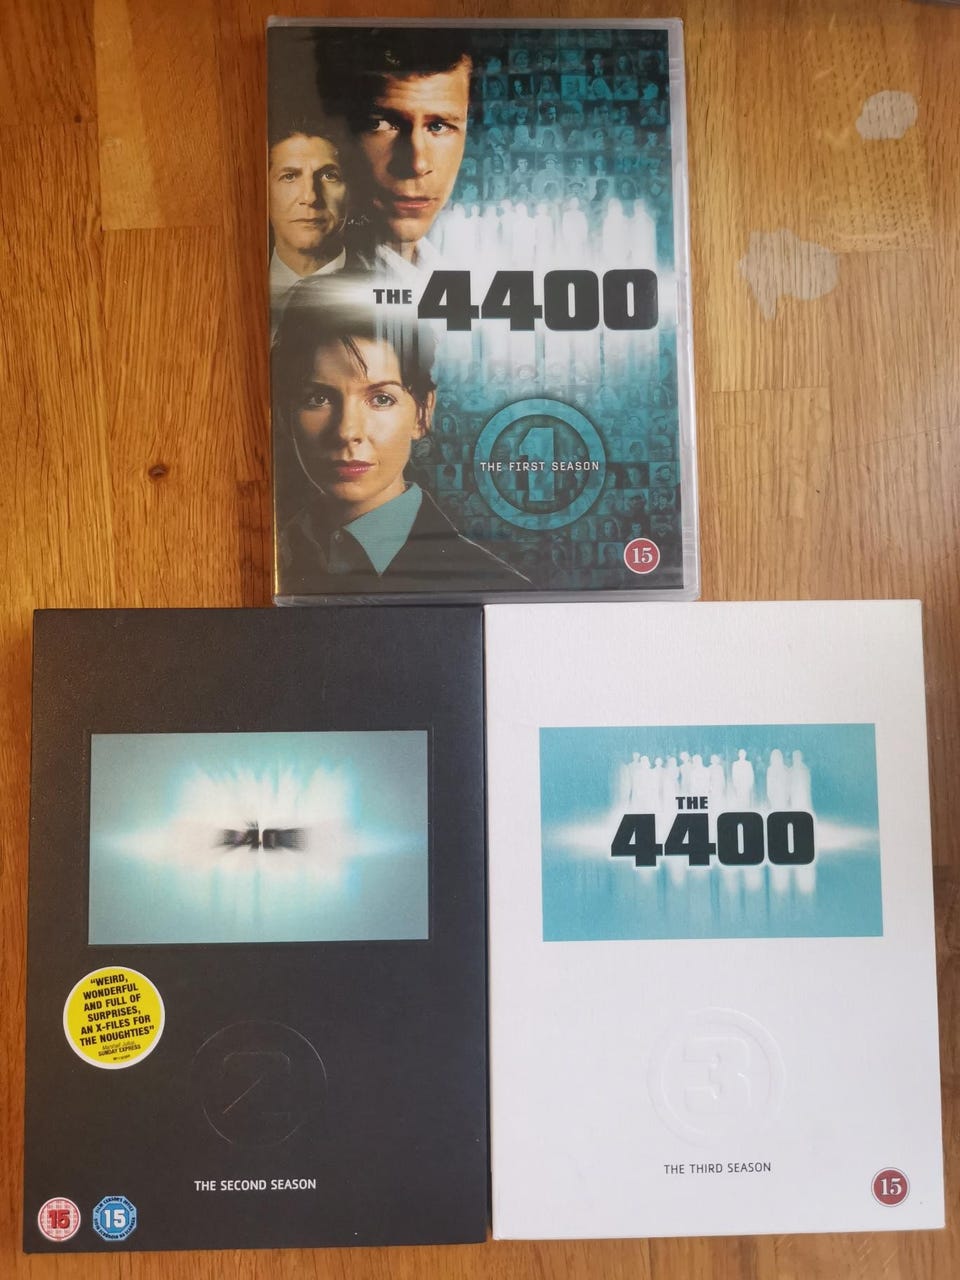 THE 4400
1
THE FIRST SEASON
15
THE
4400
"WEIRD,
WONDERFUL
AND FULL OF
SURPRISES,
AN X-FILES FOR
THE NOUGHTIES"
SUNDAY EXPRESS
2
3
THE SECOND SEASON
THE THIRD SEASON
15
15
15